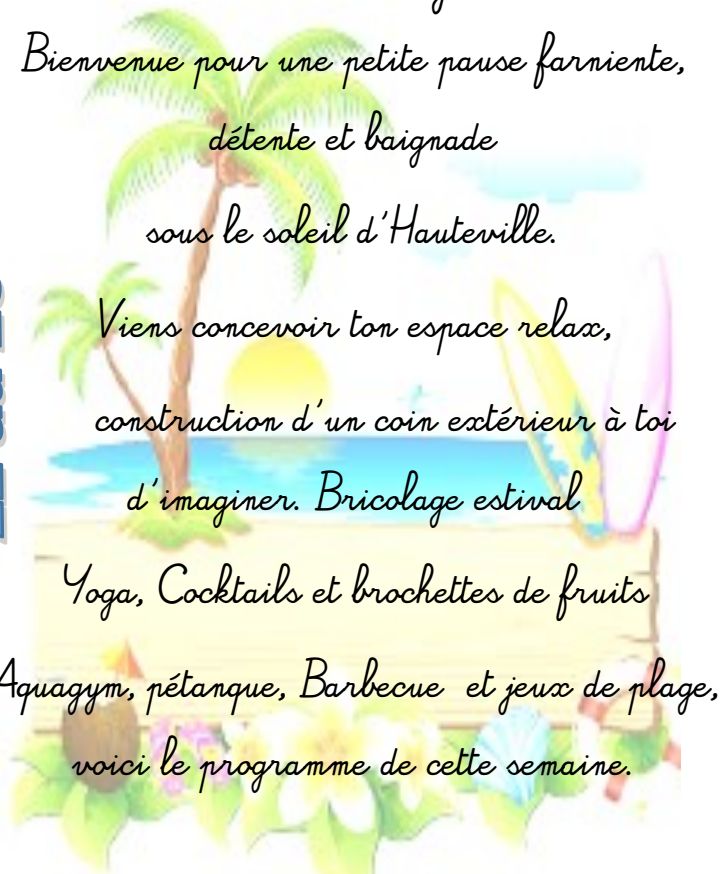 Bienvenue pour une petite pause farniente,
détente et baignade
sous le soleil d'Hauteville.
Viens concevoir ton espace relax,
construction d'un coin extérieur à toi
d'imaginer. Bricolage estival
Yoga, Cocktails et brochettes de fruits
Aquagym, pétanque, Barbecue et jeux de plage,
voici le programme de cette semaine.